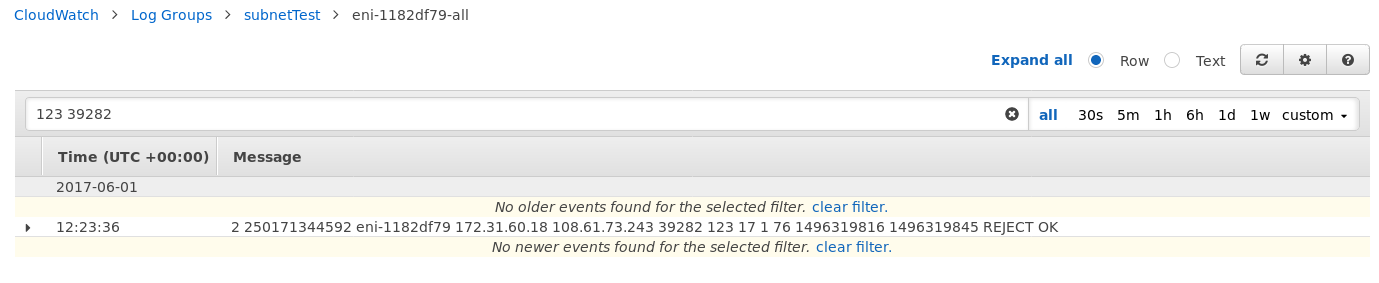 CloudWatch > Log Groups > subnetTest > eni-1182df79-all
Expand all Row Text
123 39282 all 30s 5m 1h 6h 1d 1w custom
Time (UTC +00:00) Message
2017-06-01
No older events found for the selected filter. clear filter.
12:23:36 2 250171344592 eni-1182df79 172.31.60.18 108.61.73.243 39282 123 17 1 76 1496319816 1496319845 REJECT OK
No newer events found for the selected filter. clear filter.